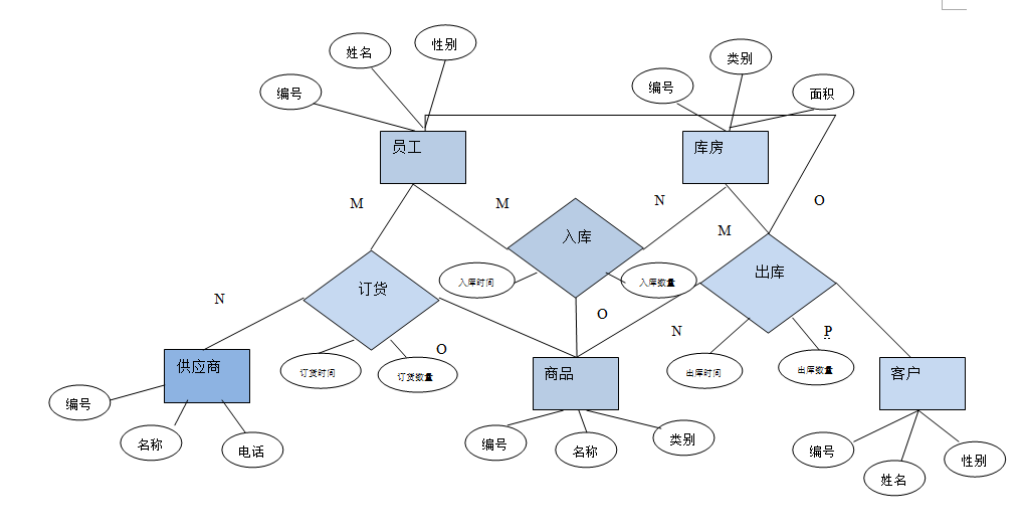 姓名
性别
编号
员工
类别
编号
面积
库房
M
M
N
O
M
入库
入库时间
入库数量
出库
订货
N
O
O
N
P
订货时间
订货数量
出库时间
出库数量
供应商
编号
名称
电话
商品
编号
名称
类别
客户
编号
姓名
性别